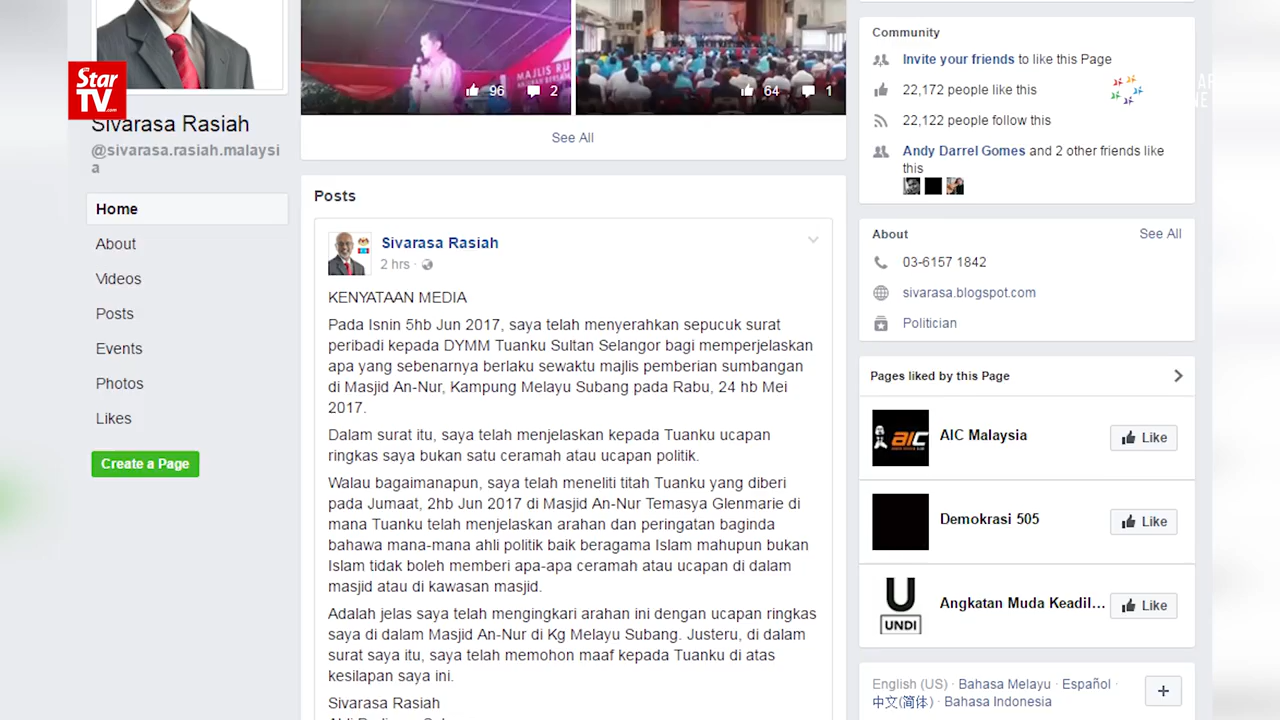 Star
TV.com
Sivarasa Rasiah
@sivarasa.rasiah.malaysi
a
Home
About
Videos
Posts
Events
Photos
Likes
Create a Page
MAJLIS RU
96 2
64 1
See All
Posts
Sivarasa Rasiah
2 hrs ·
KENYATAAN MEDIA
Pada Isnin 5hb Jun 2017, saya telah menyerahkan sepucuk surat
peribadi kepada DYMM Tuanku Sultan Selangor bagi memperjelaskan
apa yang sebenarnya berlaku sewaktu majlis pemberian sumbangan
di Masjid An-Nur, Kampung Melayu Subang pada Rabu, 24 hb Mei
2017.
Dalam surat itu, saya telah menjelaskan kepada Tuanku ucapan
ringkas saya bukan satu ceramah atau ucapan politik.
Walau bagaimanapun, saya telah meneliti titah Tuanku yang diberi
pada Jumaat, 2hb Jun 2017 di Masjid An-Nur Temasya Glenmarie di
mana Tuanku telah menjelaskan arahan dan peringatan baginda
bahawa mana-mana ahli politik baik beragama Islam mahupun bukan
Islam tidak boleh memberi apa-apa ceramah atau ucapan di dalam
masjid atau di kawasan masjid.
Adalah jelas saya telah mengingkari arahan ini dengan ucapan ringkas
saya di dalam Masjid An-Nur di Kg Melayu Subang. Justeru, di dalam
surat saya itu, saya telah memohon maaf kepada Tuanku di atas
kesilapan saya ini.
Sivarasa Rasiah
Community
Invite your friends to like this Page
22,172 people like this
22,122 people follow this
Andy Darrel Gomes and 2 other friends like
this
About See All
03-6157 1842
sivarasa.blogspot.com
Politician
Pages liked by this Page
AIC Malaysia Like
Demokrasi 505 Like
U
UNDI
Angkatan Muda Keadil... Like
English (US) · Bahasa Melayu · Español ·
中文(简体) · Bahasa Indonesia
+